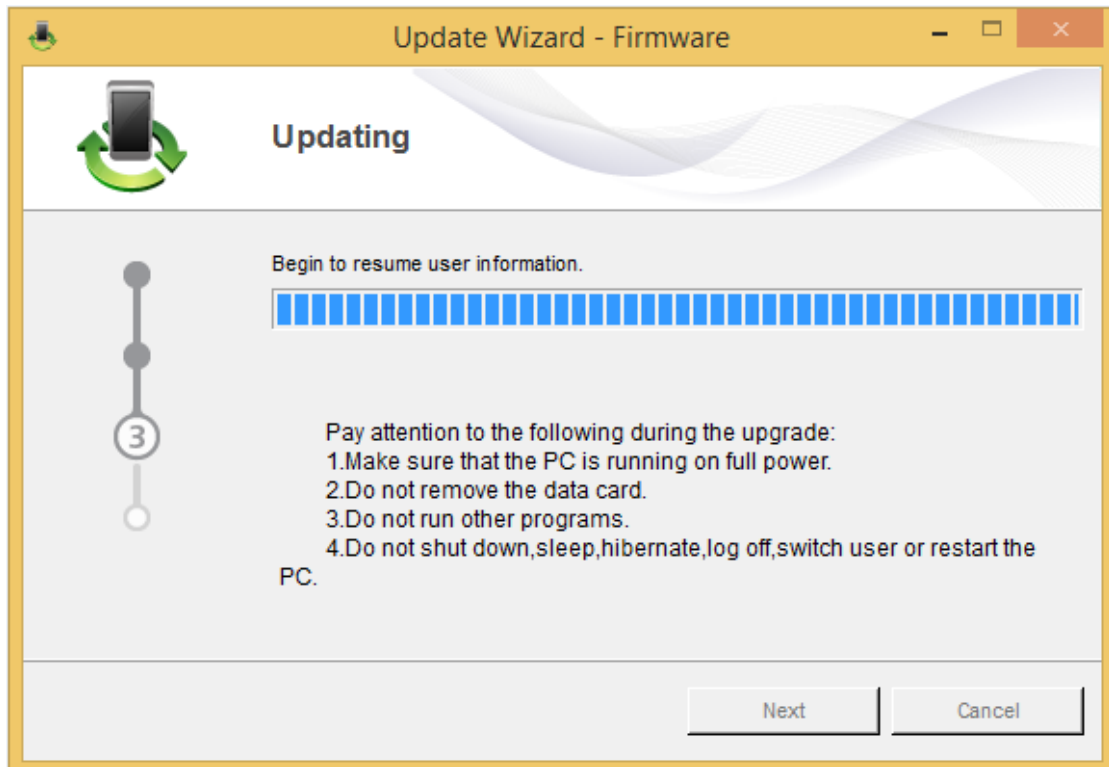 Update Wizard - Firmware
Updating
Begin to resume user information.
3
Pay attention to the following during the upgrade:
1.Make sure that the PC is running on full power.
2.Do not remove the data card.
3.Do not run other programs.
4.Do not shut down,sleep,hibernate,log off,switch user or restart the
PC.
Next
Cancel